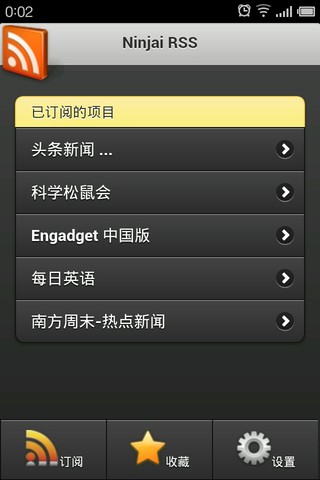 0:02
Ninjai RSS
已订阅的项目
头条新闻 ...
科学松鼠会
Engadget 中国版
每日英语
南方周末-热点新闻
订阅
收藏
设置